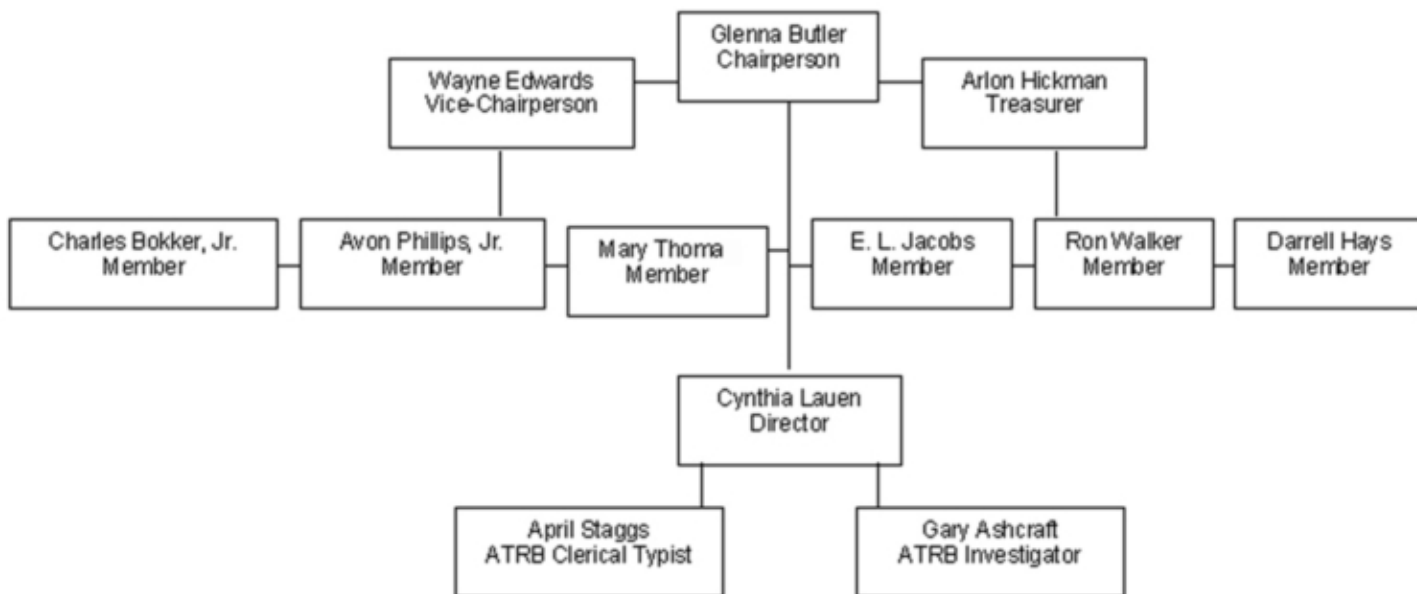 Glenna Butler
Chairperson
Wayne Edwards
Vice-Chairperson
Arlon Hickman
Treasurer
Charles Bokker, Jr.
Member
Avon Phillips, Jr.
Member
Mary Thoma
Member
E. L. Jacobs
Member
Ron Walker
Member
Darrell Hays
Member
Cynthia Lauen
Director
April Staggs
ATRB Clerical Typist
Gary Ashcraft
ATRB Investigator